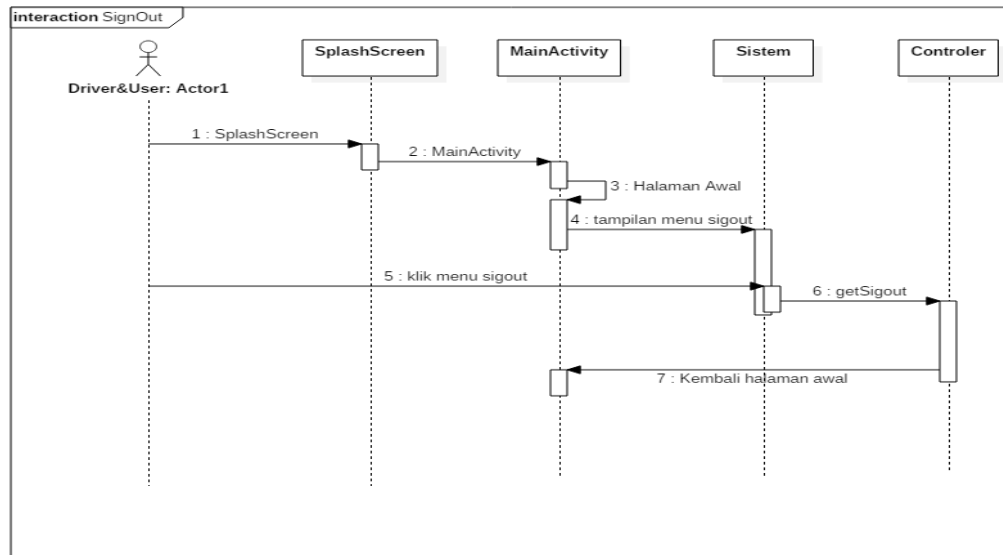 interaction SignOut
SplashScreen
MainActivity
Sistem
Controler
Driver&User: Actor1
1 : SplashScreen
2 : MainActivity
3 : Halaman Awal
4 : tampilan menu sigout
5 : klik menu sigout
6 : getSigout
7 : Kembali halaman awal